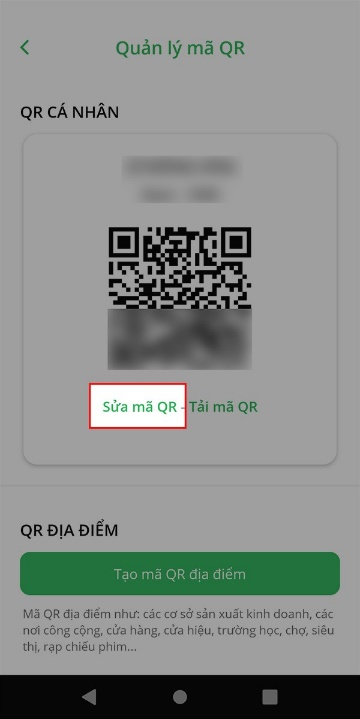 Quản lý mã QR
QR CÁ NHÂN
Sửa mã QR - Tải mã QR
QR ĐỊA ĐIỂM
Tạo mã QR địa điểm
Mã QR địa điểm như: các cơ sở sản xuất kinh doanh, các
nơi công cộng, cửa hàng, cửa hiệu, trường học, chợ, siêu
thị, rạp chiếu phim...